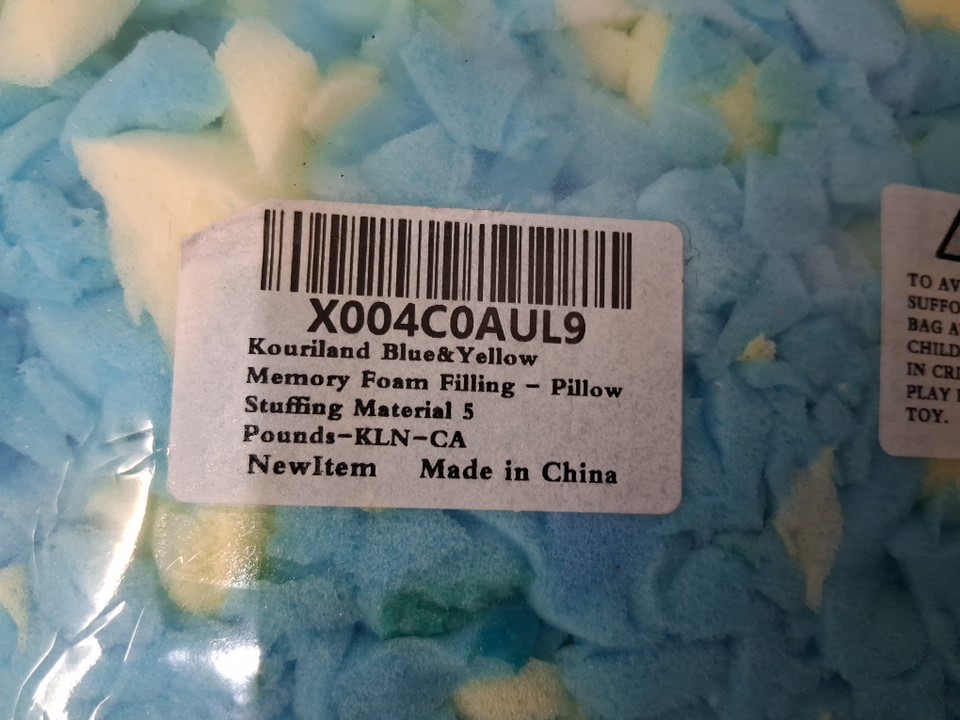 X004C0AUL9
Kouriland Blue&Yellow
Memory Foam Filling - Pillow
Stuffing Material 5
Pounds-KLN-CA
NewItem Made in China
TO AV
SUFFO
BAG A
CHILD
IN CRI
PLAY
TOY.